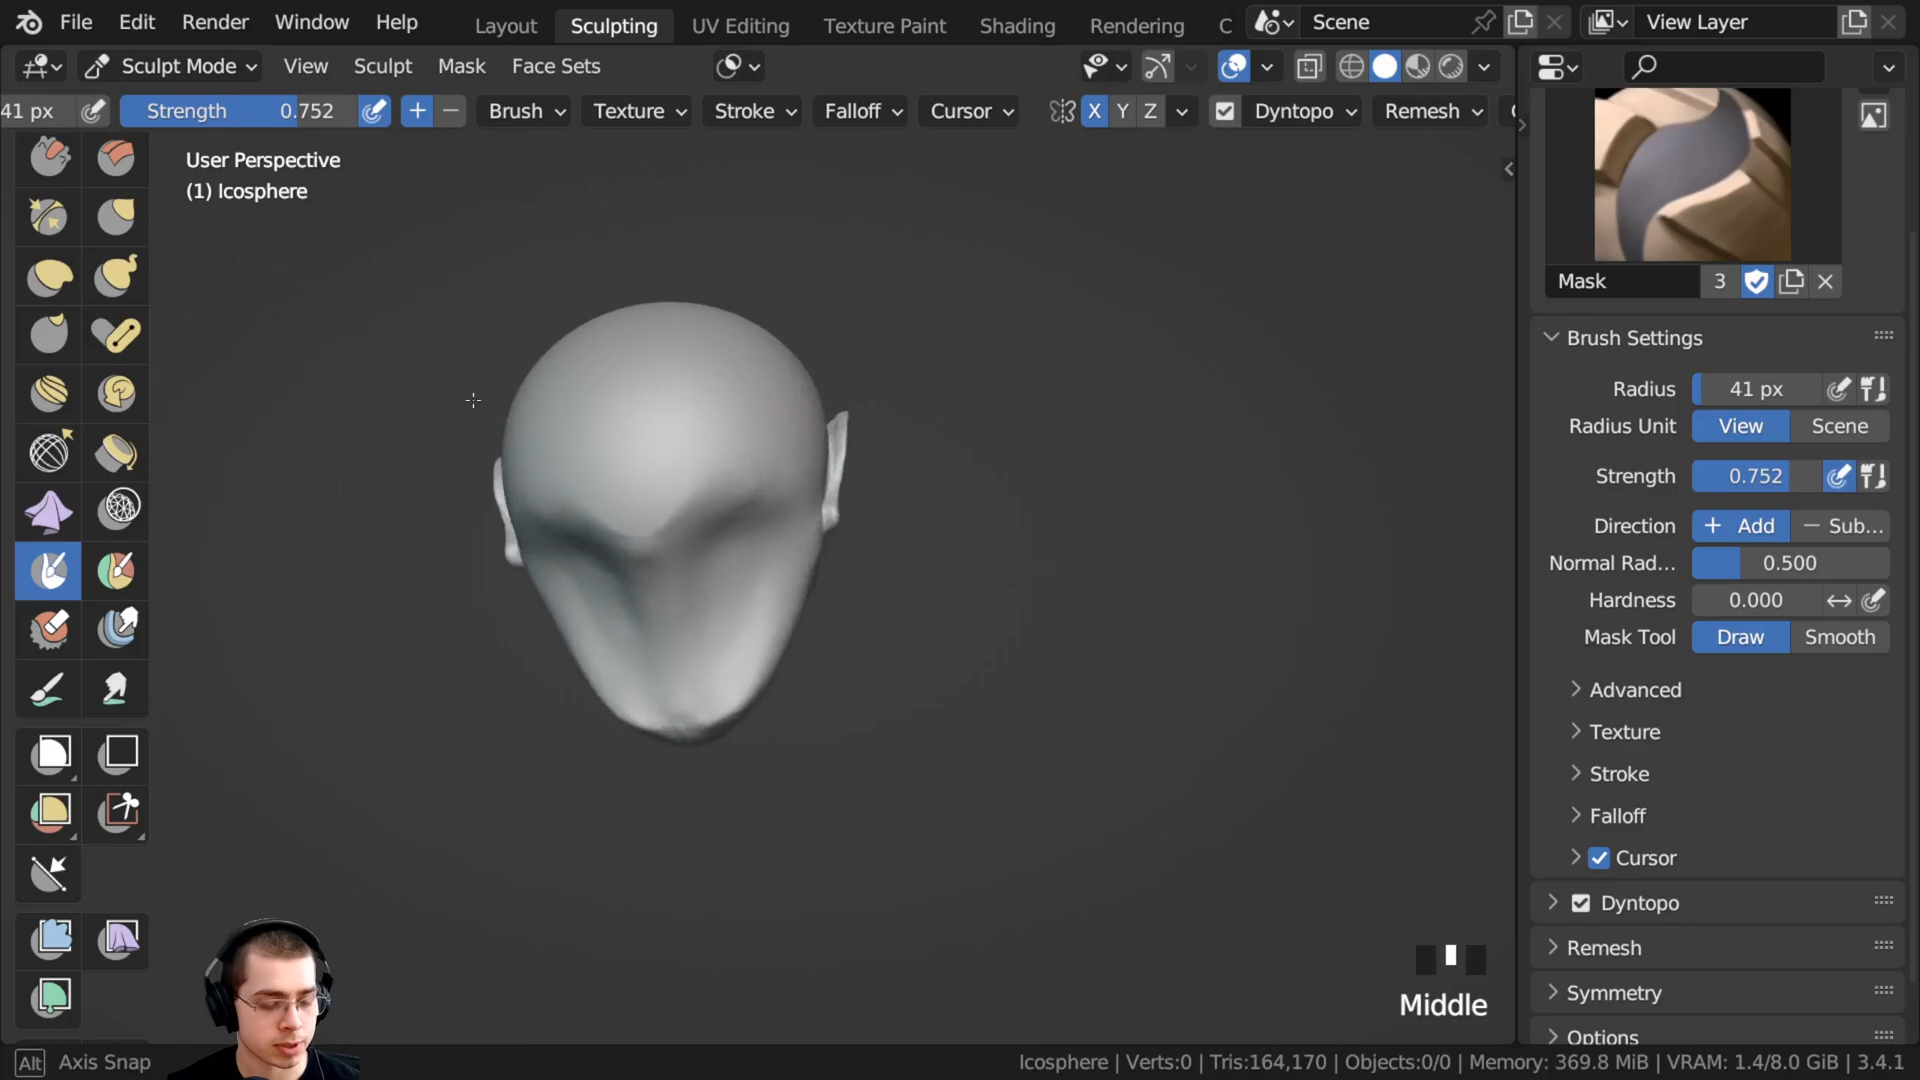 File Edit Render Window Help Layout Sculpting UV Editing Texture Paint Shading Rendering C Scene View Layer
Sculpt Mode View Sculpt Mask Face Sets
41 px Strength 0.752 Brush Texture Stroke Falloff Cursor X Y Z Dyntopo Remesh
User Perspective
(1) Icosphere
Mask 3
Brush Settings
Radius 41 px
Radius Unit View Scene
Strength 0.752
Direction + Add − Sub...
Normal Rad... 0.500
Hardness 0.000
Mask Tool Draw Smooth
Advanced
Texture
Stroke
Falloff
Cursor
Dyntopo
Remesh
Symmetry
Options
Middle
Alt Axis Snap
Icosphere | Verts:0 | Tris:164,170 | Objects:0/0 | Memory: 369.8 MiB | VRAM: 1.4/8.0 GiB | 3.4.1